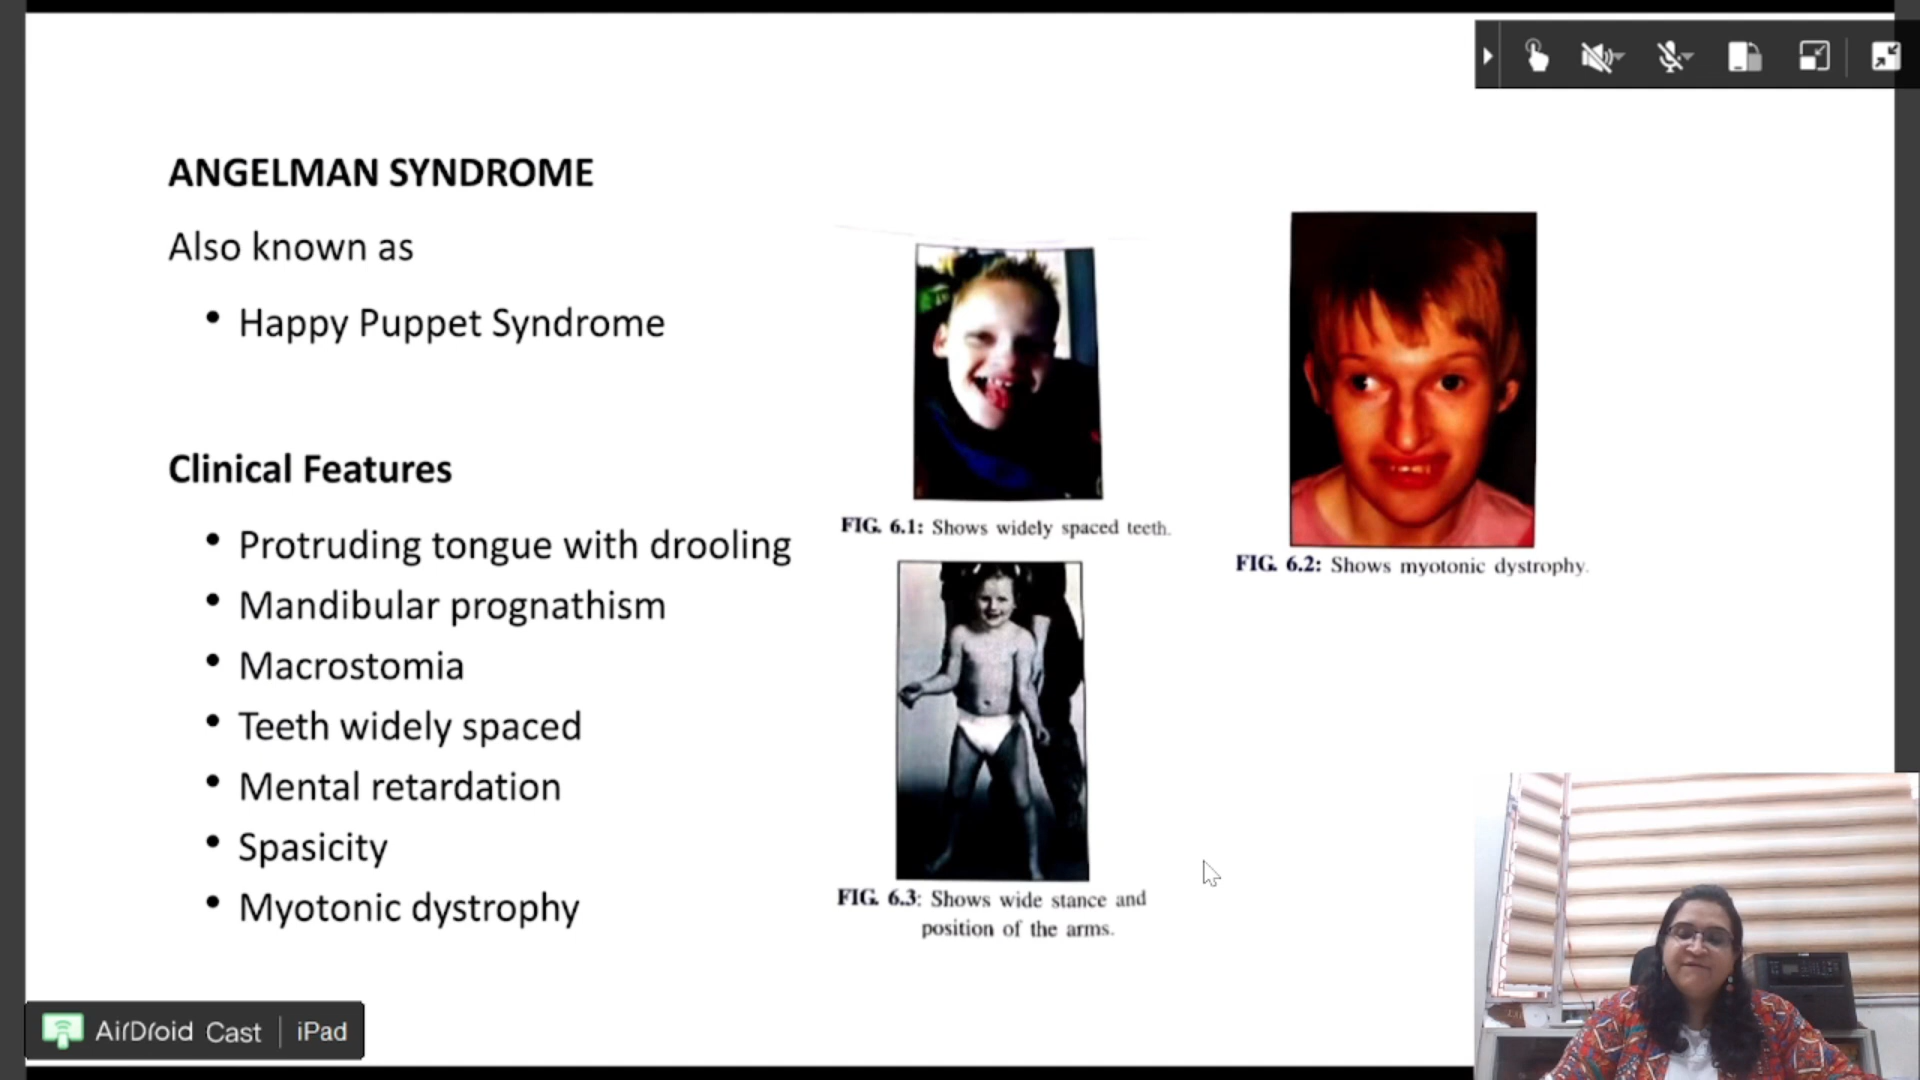 ANGELMAN SYNDROME
Also known as
• Happy Puppet Syndrome
Clinical Features
• Protruding tongue with drooling
• Mandibular prognathism
• Macrostomia
• Teeth widely spaced
• Mental retardation
• Spasicity
• Myotonic dystrophy
FIG. 6.1: Shows widely spaced teeth.
FIG. 6.2: Shows myotonic dystrophy.
FIG. 6.3: Shows wide stance and
position of the arms.
AirDroid Cast | iPad